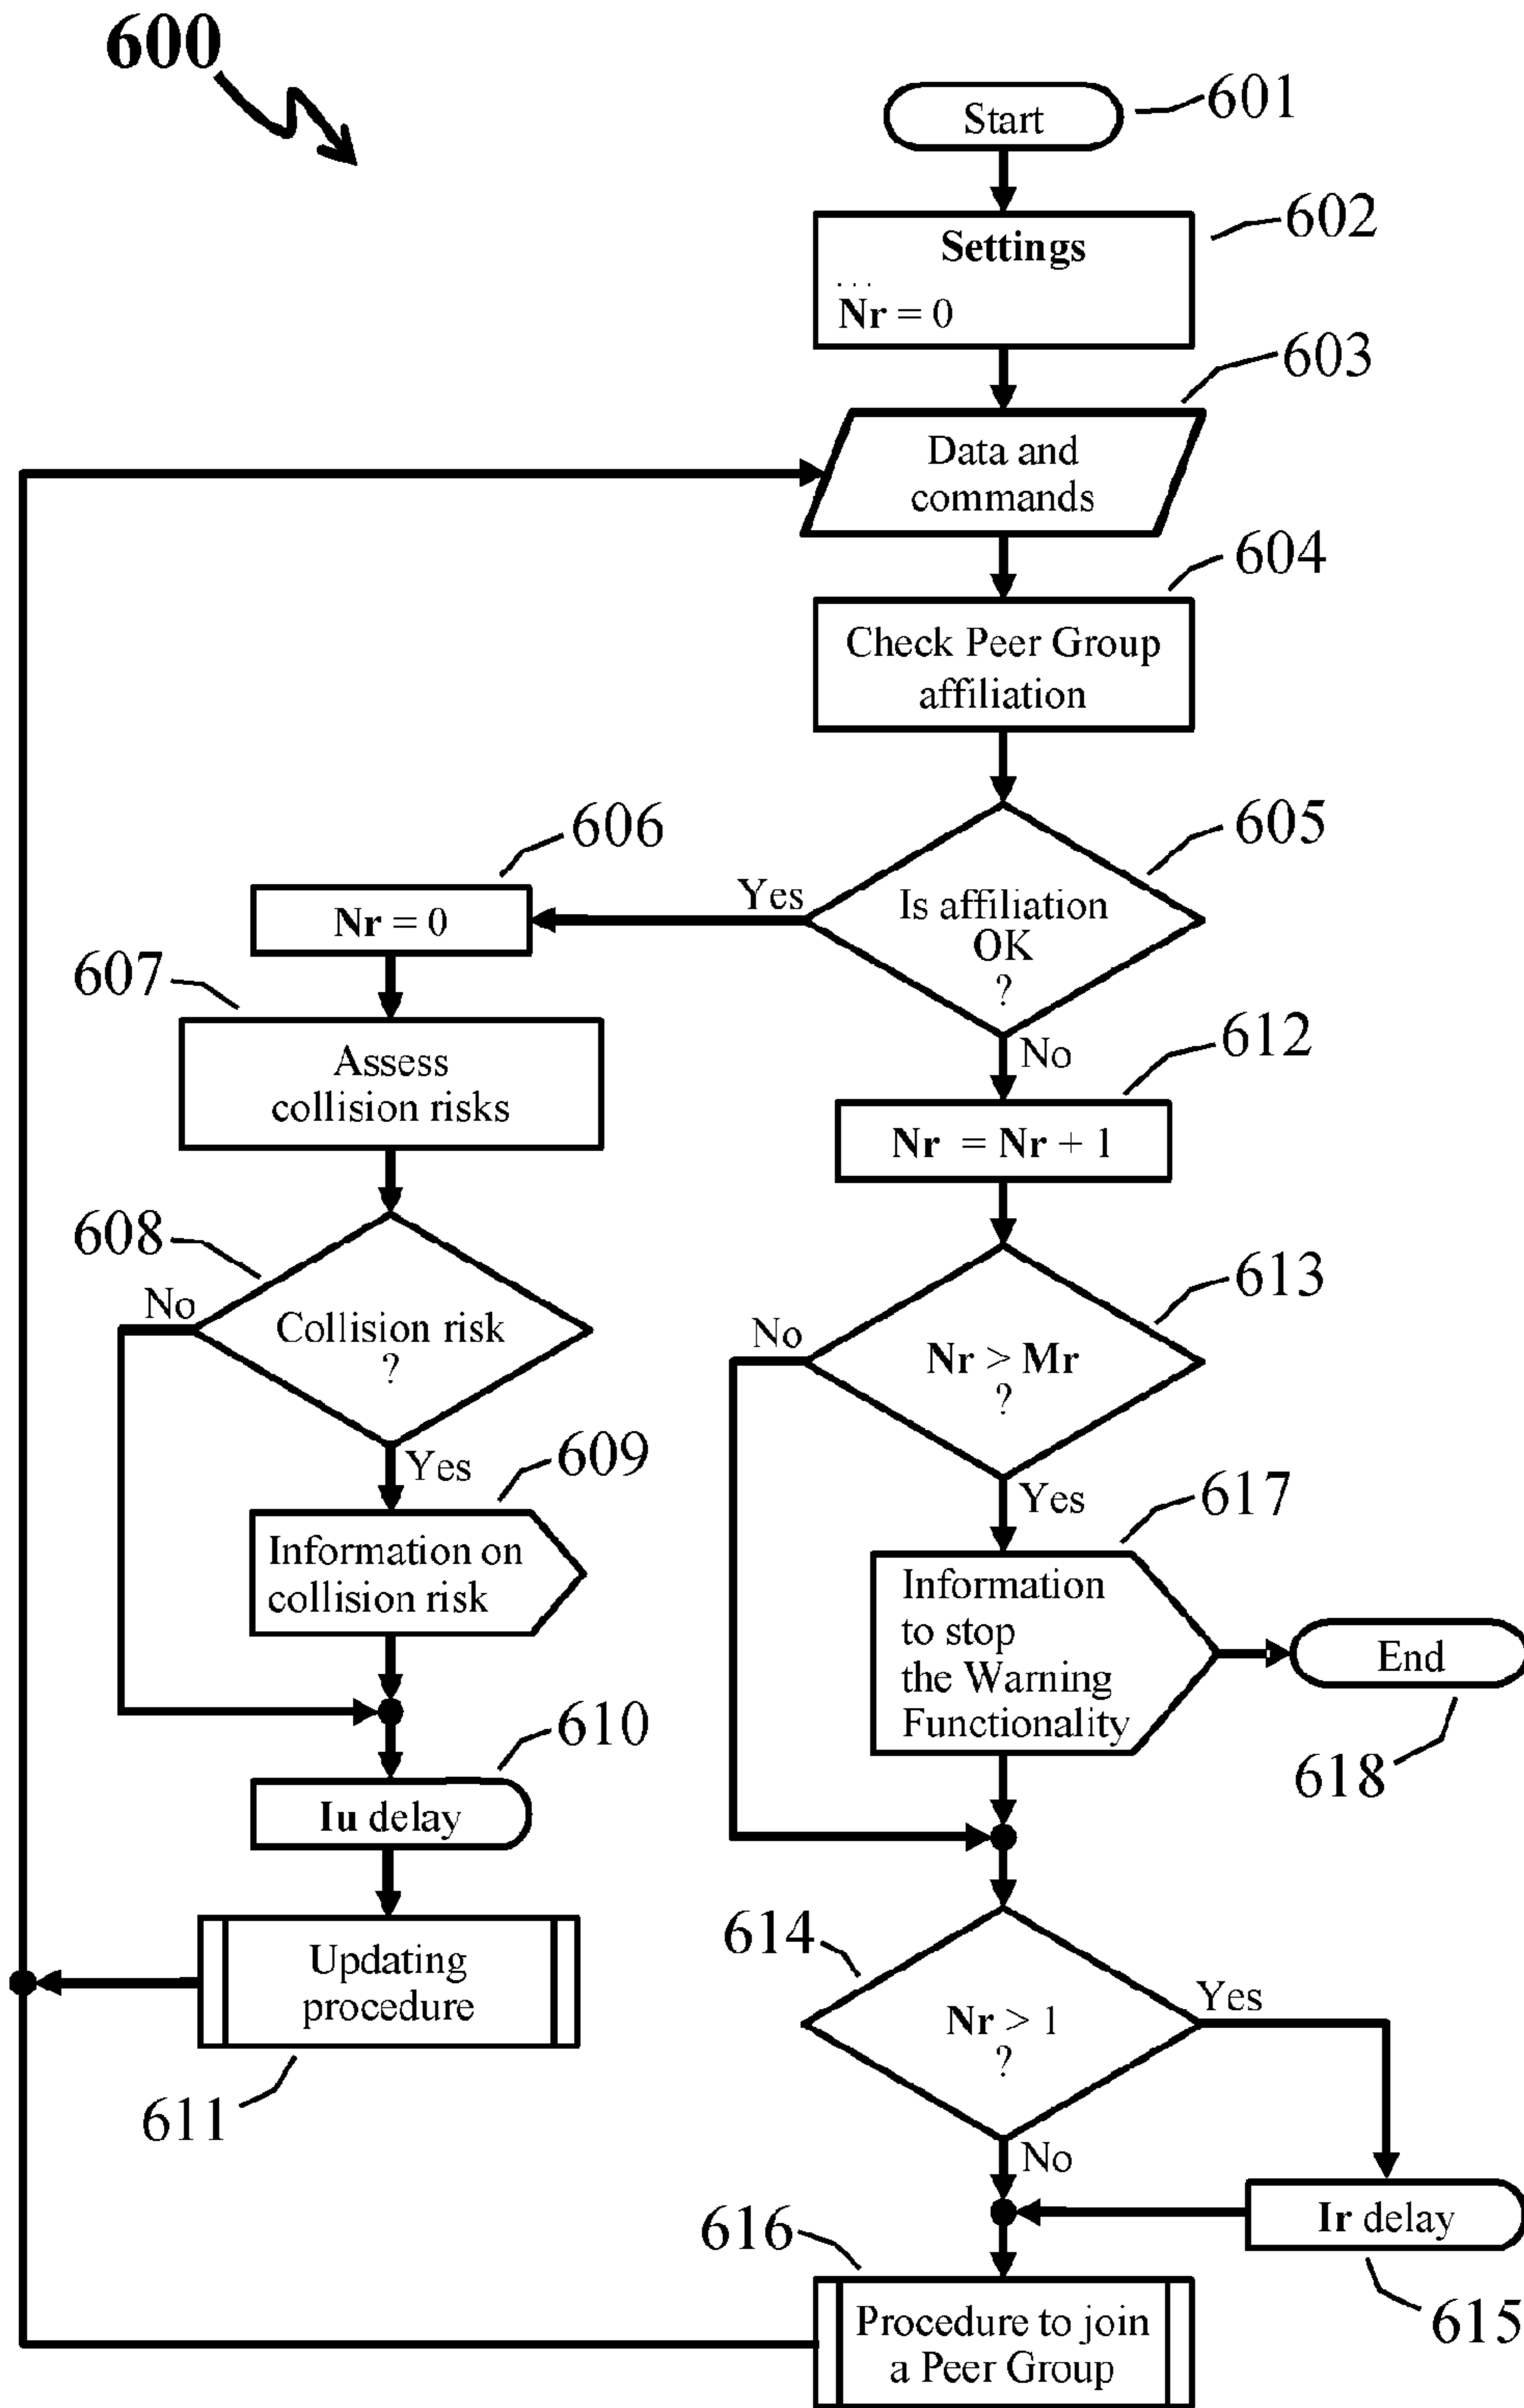 600
Start
601
Settings
...
Nr = 0
602
Data and
commands
603
Check Peer Group
affiliation
604
Is affiliation
OK
?
605
Yes
No
606
Nr = 0
607
Assess
collision risks
608
Collision risk
?
No
Yes
609
Information on
collision risk
610
Iu delay
Updating
procedure
611
612
Nr = Nr + 1
613
Nr > Mr
?
No
Yes
617
Information
to stop
the Warning
Functionality
End
618
614
Nr > 1
?
Yes
No
Ir delay
615
616
Procedure to join
a Peer Group